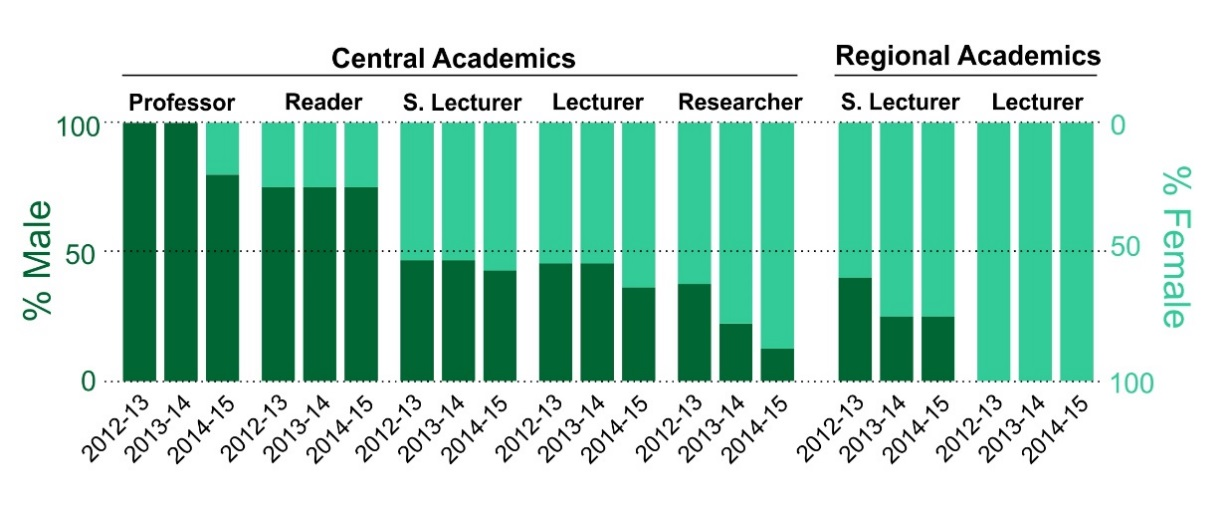 Central Academics
Regional Academics
Professor Reader S. Lecturer Lecturer Researcher S. Lecturer Lecturer
100
50
0
% Male
0
50
100
% Female
2012-13 2013-14 2014-15 2012-13 2013-14 2014-15 2012-13 2013-14 2014-15 2012-13 2013-14 2014-15 2012-13 2013-14 2014-15 2012-13 2013-14 2014-15 2012-13 2013-14 2014-15